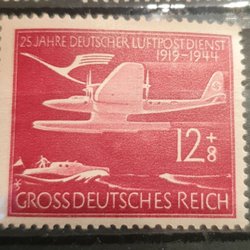 25 JAHRE DEUTSCHER LUFTPOSTDIENST
1919-1944
12+8
GROSSDEUTSCHES REICH